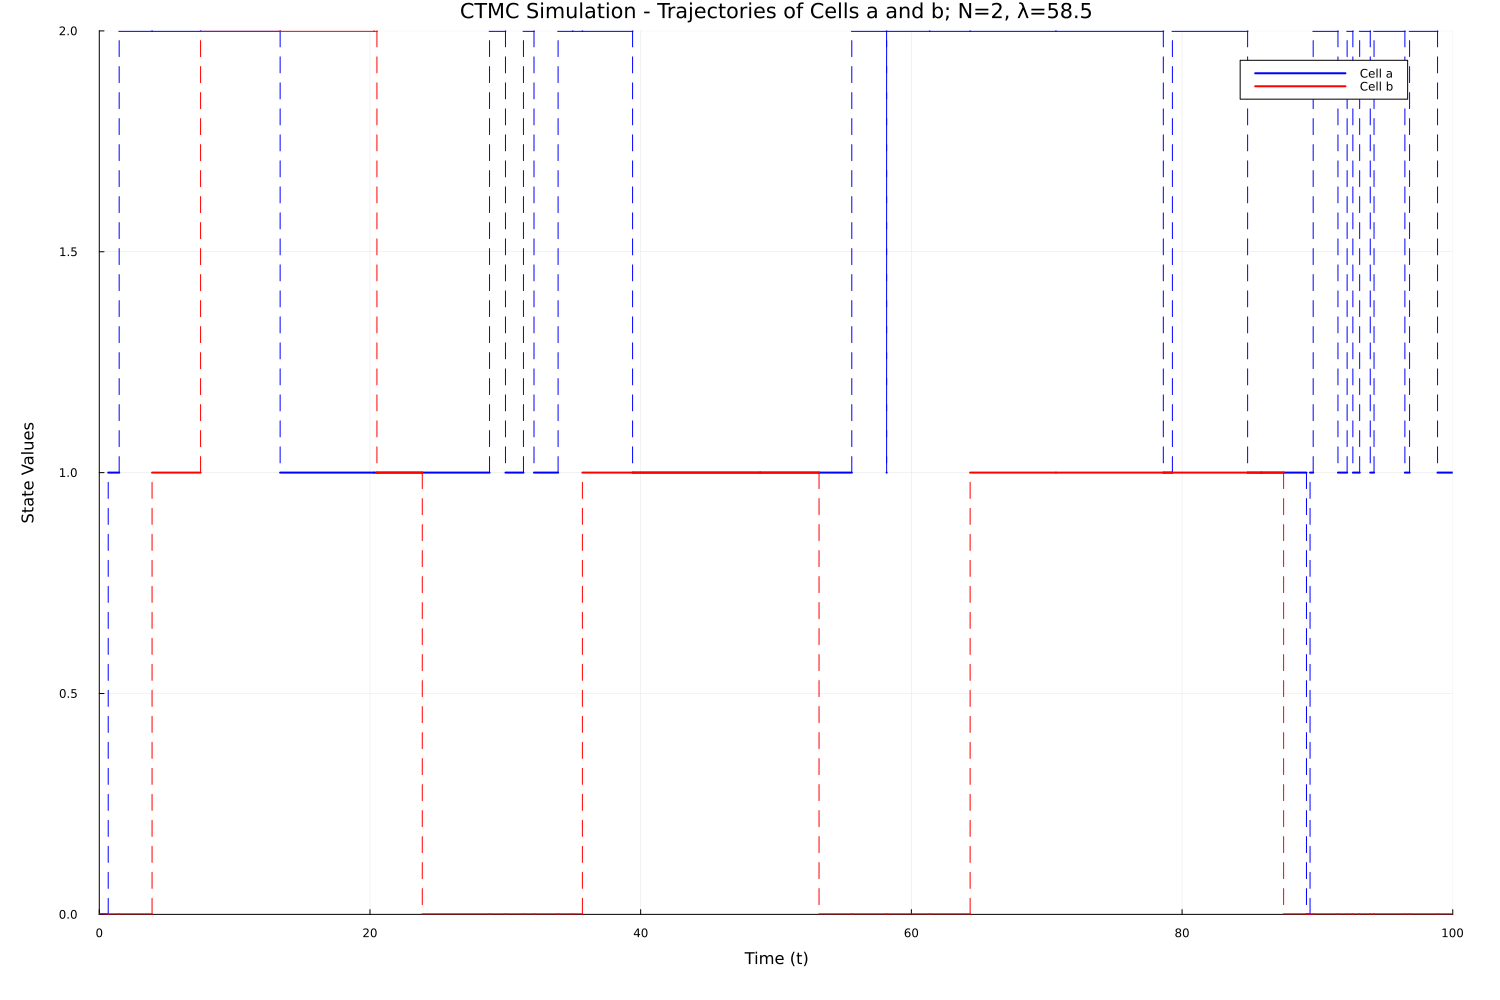 CTMC Simulation - Trajectories of Cells a and b; N=2, λ=58.5
2.0
Cell a
Cell b
1.5
1.0
State Values
0.5
0.0
0 20 40 60 80 100
Time (t)